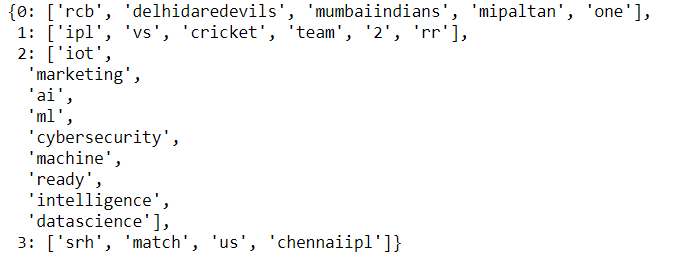 {0: ['rcb', 'delhidaredevils', 'mumbaiindians', 'mipaltan', 'one'],
1: ['ipl', 'vs', 'cricket', 'team', '2', 'rr'],
2: ['iot',
'marketing',
'ai',
'ml',
'cybersecurity',
'machine',
'ready',
'intelligence',
'datascience'],
3: ['srh', 'match', 'us', 'chennaiipl']}